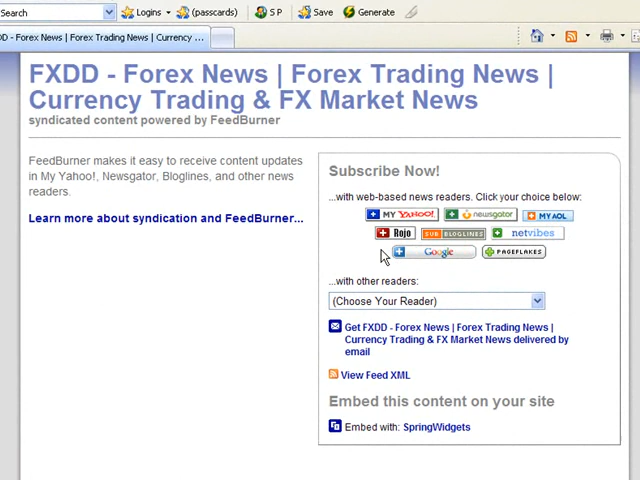 Search Logins (passcards) S P Save Generate
DD - Forex News | Forex Trading News | Currency ...
FXDD - Forex News | Forex Trading News |
Currency Trading & FX Market News
syndicated content powered by FeedBurner
FeedBurner makes it easy to receive content updates
in My Yahoo!, Newsgator, Bloglines, and other news
readers.
Learn more about syndication and FeedBurner...
Subscribe Now!
...with web-based news readers. Click your choice below:
MY YAHOO! newsgator MY AOL
Rojo SUB BLOGLINES netvibes
Google PAGEFLAKES
...with other readers:
(Choose Your Reader)
Get FXDD - Forex News | Forex Trading News |
Currency Trading & FX Market News delivered by
email
View Feed XML
Embed this content on your site
Embed with: SpringWidgets